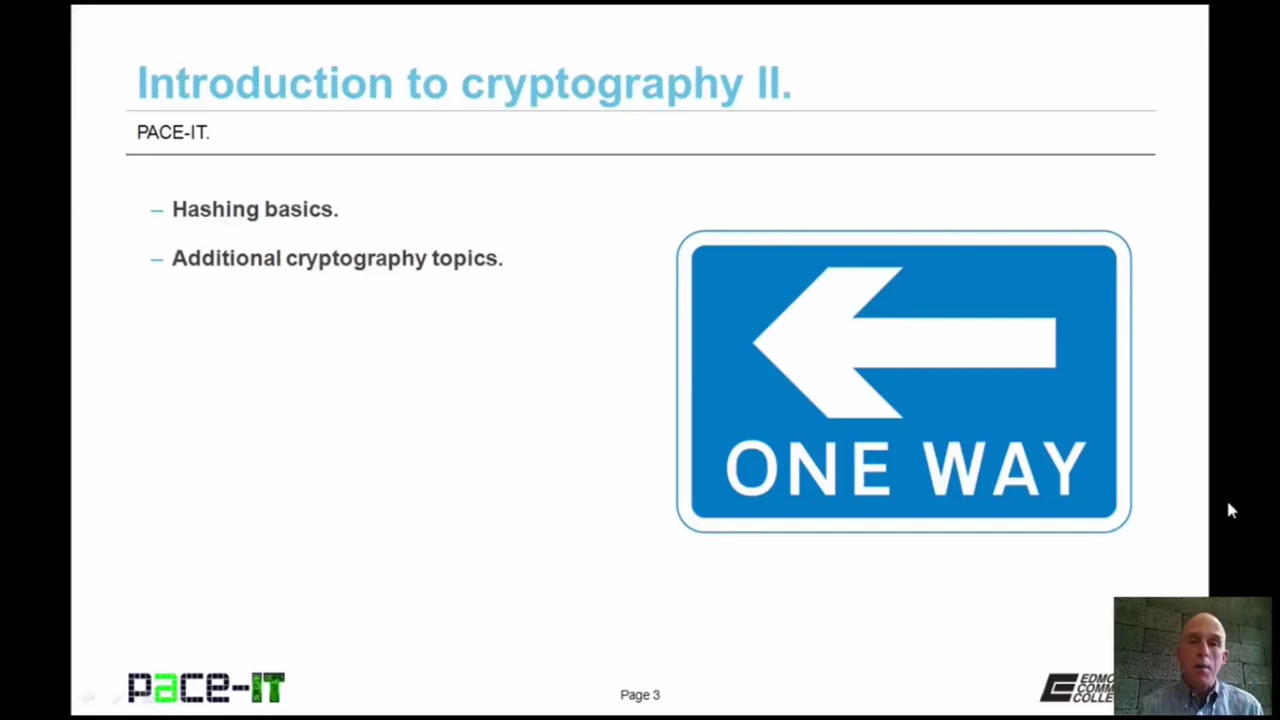 Introduction to cryptography II.
PACE-IT.
– Hashing basics.
– Additional cryptography topics.
ONE WAY
pace-IT
Page 3